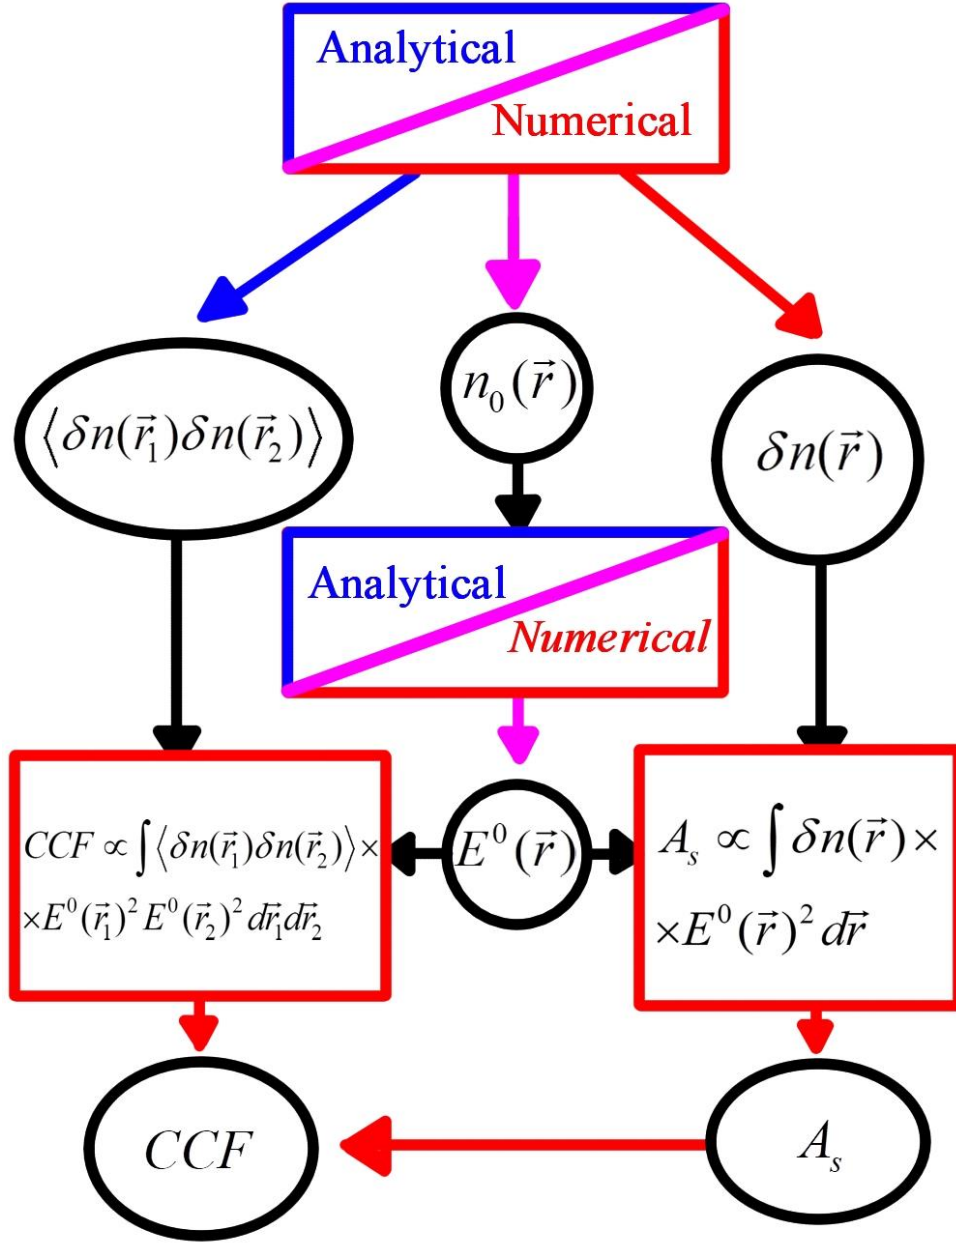 Analytical
Numerical
⟨δn(r⃗₁)δn(r⃗₂)⟩
n₀(r⃗)
δn(r⃗)
Analytical
Numerical
CCF ∝ ∫⟨δn(r⃗₁)δn(r⃗₂)⟩×
×E⁰(r⃗₁)² E⁰(r⃗₂)² dr⃗₁dr⃗₂
E⁰(r⃗)
Aₛ ∝ ∫ δn(r⃗)×
×E⁰(r⃗)² dr⃗
CCF
Aₛ